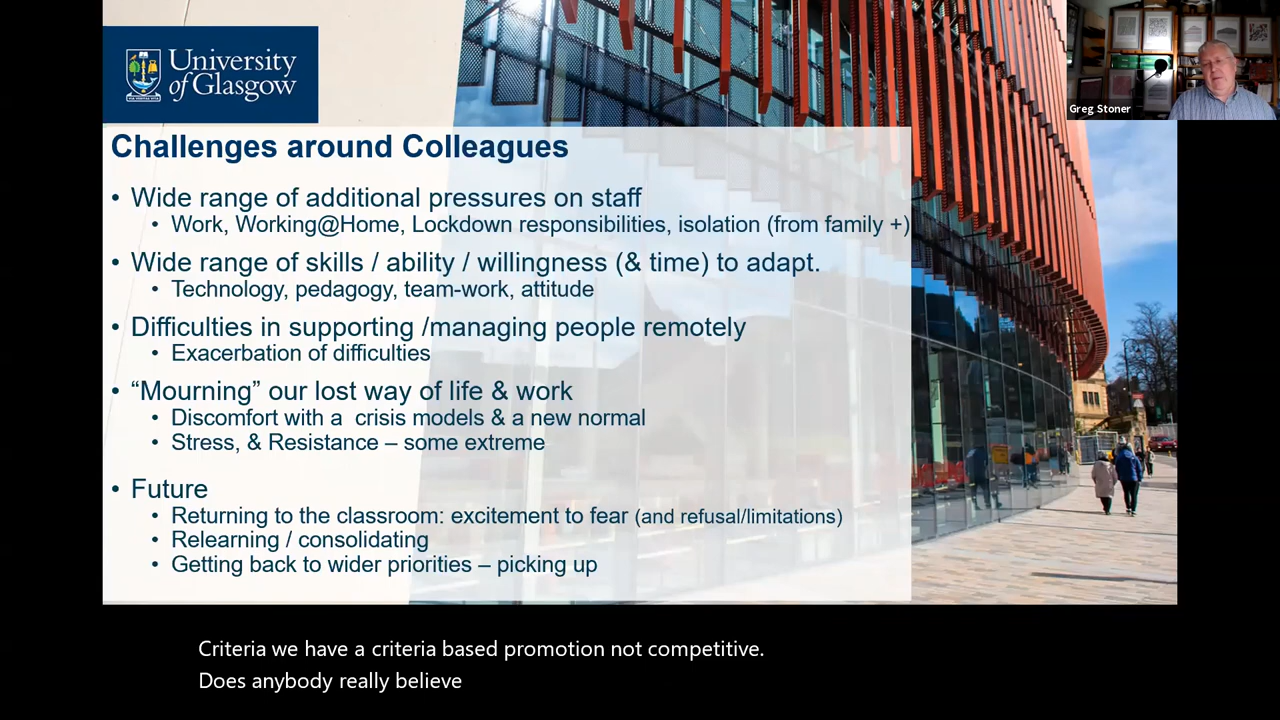 University
of Glasgow
Greg Stoner
Challenges around Colleagues
• Wide range of additional pressures on staff
• Work, Working@Home, Lockdown responsibilities, isolation (from family +)
• Wide range of skills / ability / willingness (& time) to adapt.
• Technology, pedagogy, team-work, attitude
• Difficulties in supporting /managing people remotely
• Exacerbation of difficulties
• “Mourning” our lost way of life & work
• Discomfort with a  crisis models & a new normal
• Stress, & Resistance – some extreme
• Future
• Returning to the classroom: excitement to fear (and refusal/limitations)
• Relearning / consolidating
• Getting back to wider priorities – picking up
Criteria we have a criteria based promotion not competitive.
Does anybody really believe